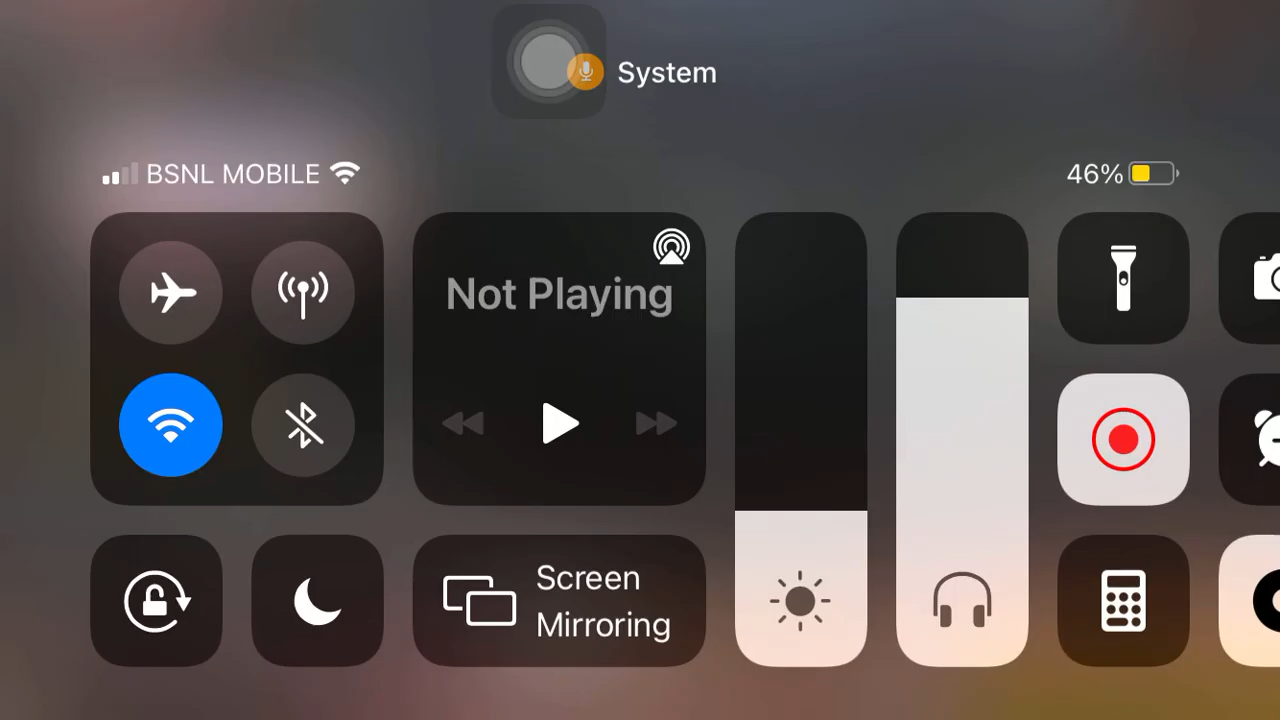 System
BSNL MOBILE
46%
Not Playing
Screen
Mirroring